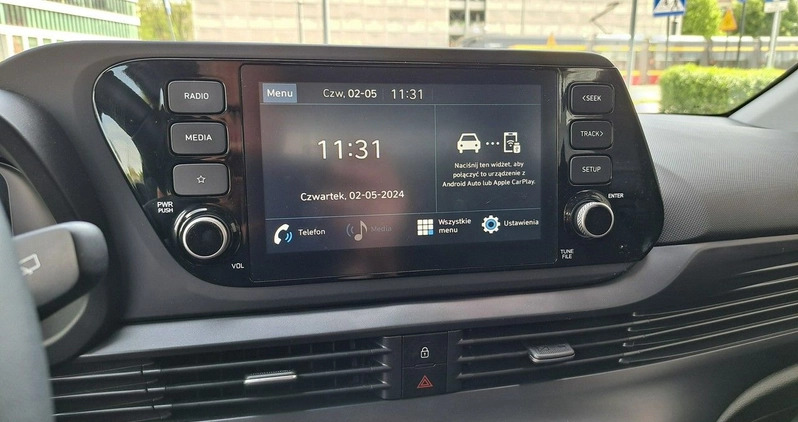 RADIO
MEDIA
PWR
PUSH
VOL
Menu
Czw, 02-05
11:31
11:31
Czwartek, 02-05-2024
Naciśnij ten widżet, aby
połączyć to urządzenie z
Android Auto lub Apple CarPlay.
Telefon
Media
Wszystkie
menu
Ustawienia
<SEEK
TRACK>
SETUP
ENTER
TUNE
FILE